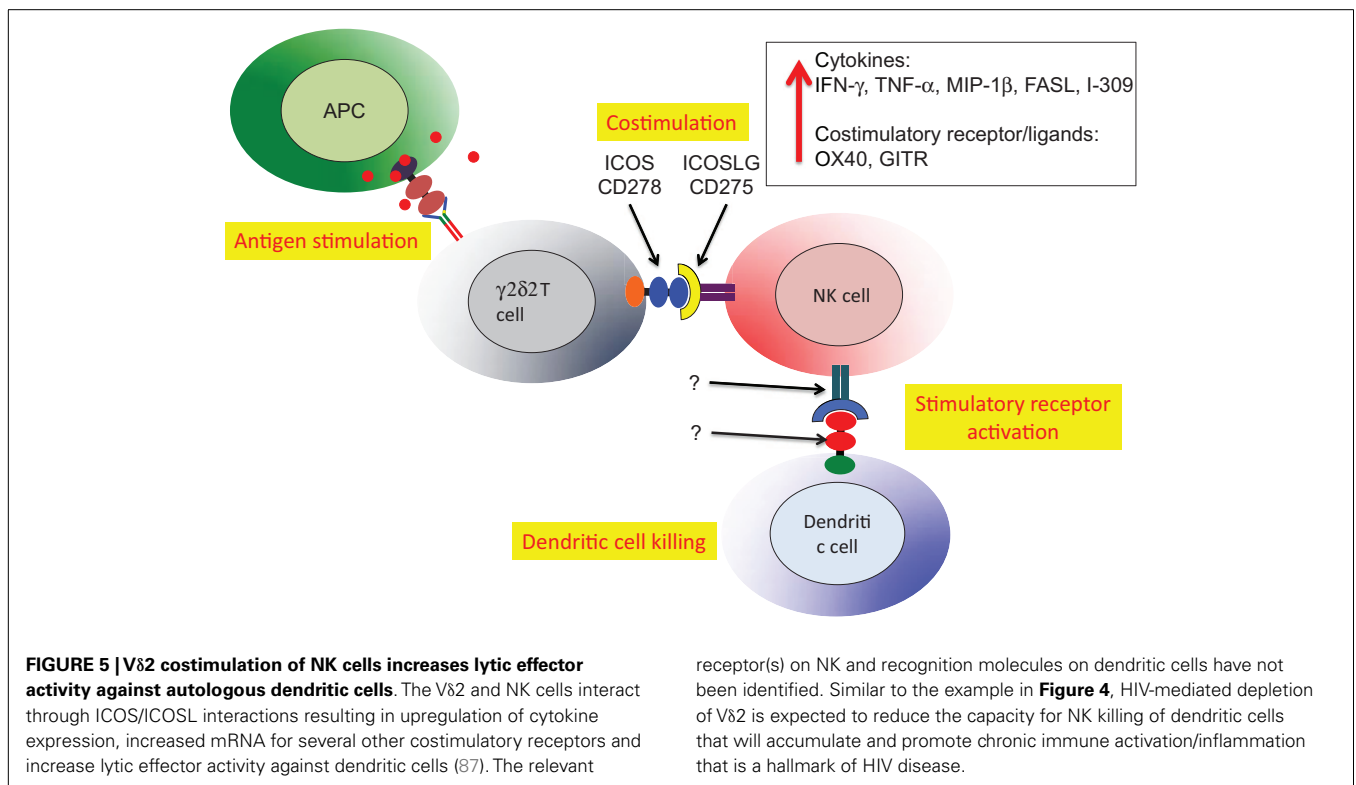 APC
Antigen stimulation
γ2δ2 T
cell
Costimulation
ICOS
CD278
ICOSLG
CD275
Cytokines:
IFN-γ, TNF-α, MIP-1β, FASL, I-309
Costimulatory receptor/ligands:
OX40, GITR
NK cell
?
?
Stimulatory receptor
activation
Dendritic cell killing
Dendriti
c cell
FIGURE 5 | Vδ2 costimulation of NK cells increases lytic effector
activity against autologous dendritic cells. The Vδ2 and NK cells interact
through ICOS/ICOSL interactions resulting in upregulation of cytokine
expression, increased mRNA for several other costimulatory receptors and
increase lytic effector activity against dendritic cells (87). The relevant
receptor(s) on NK and recognition molecules on dendritic cells have not
been identified. Similar to the example in Figure 4, HIV-mediated depletion
of Vδ2 is expected to reduce the capacity for NK killing of dendritic cells
that will accumulate and promote chronic immune activation/inflammation
that is a hallmark of HIV disease.